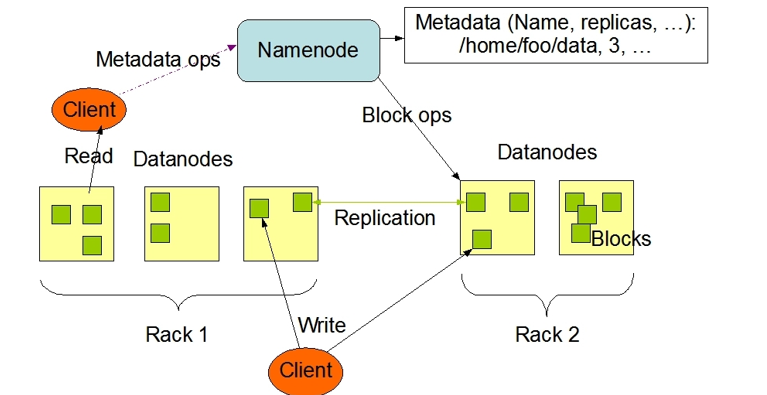 Metadata (Name, replicas, …):
/home/foo/data, 3, …
Namenode
Metadata ops
Client
Block ops
Read
Datanodes
Datanodes
Replication
Blocks
Rack 1
Write
Rack 2
Client